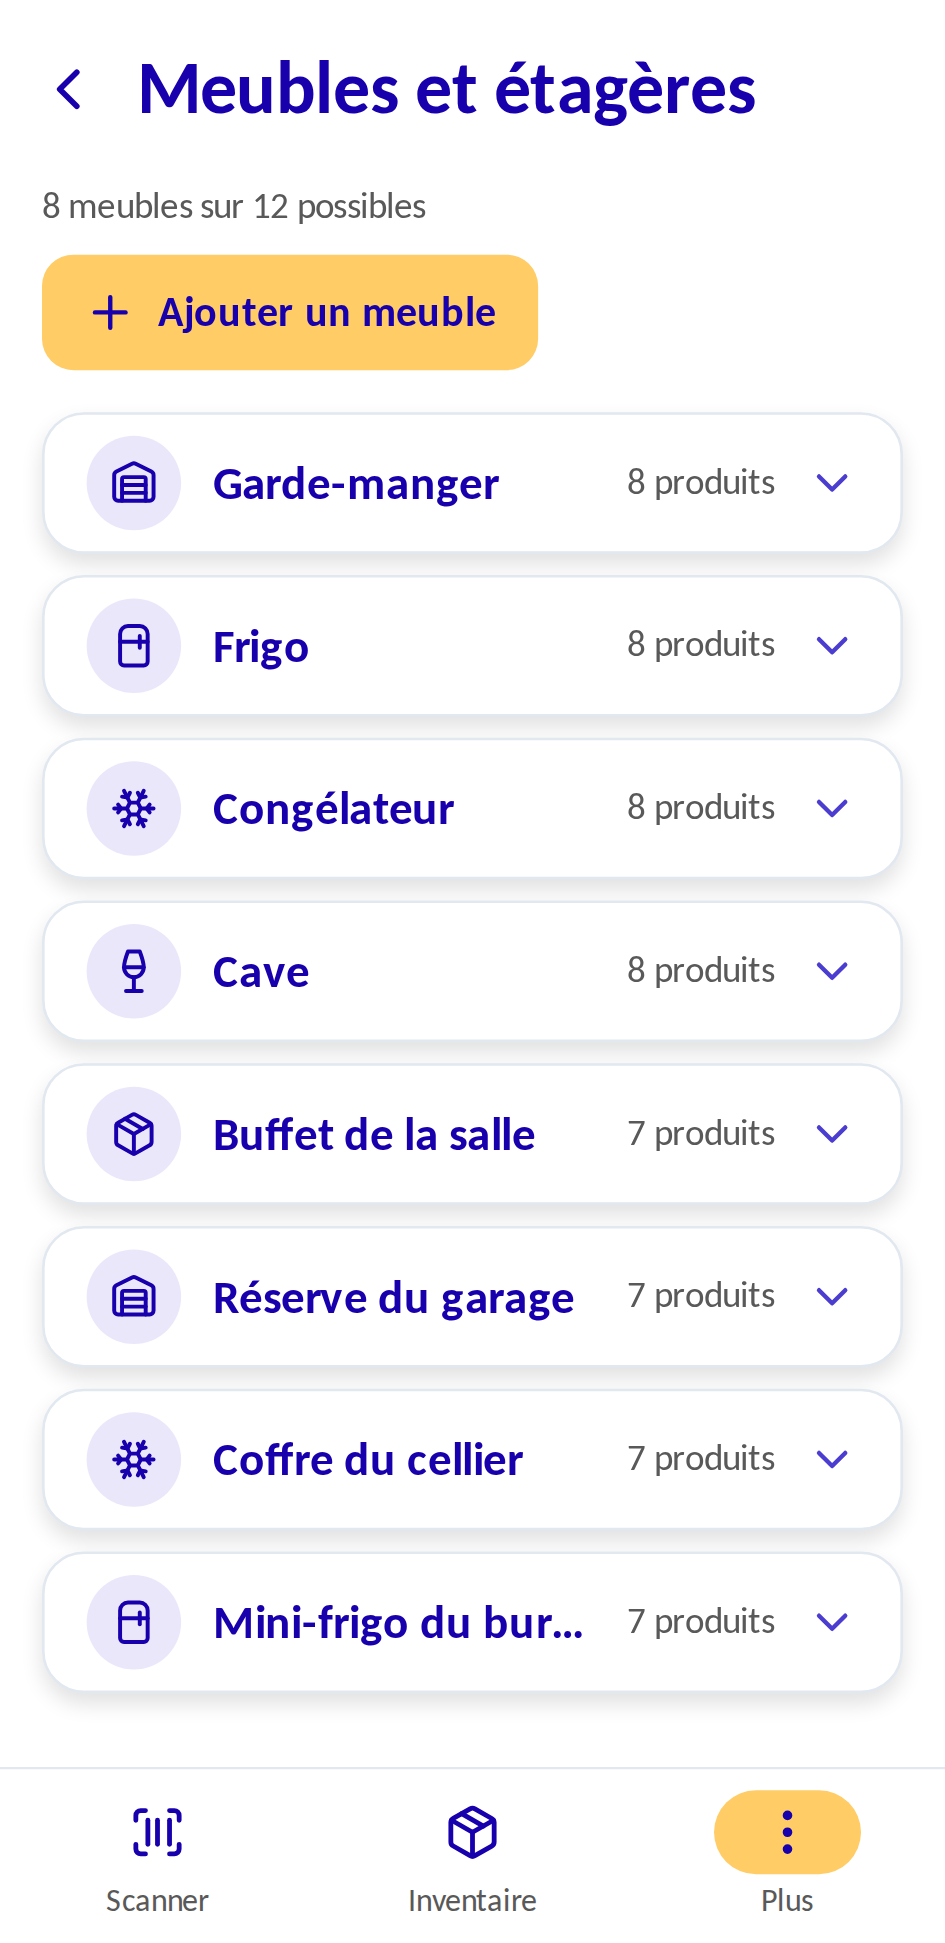 Meubles et étagères
8 meubles sur 12 possibles
Ajouter un meuble
Garde-manger 8 produits
Frigo 8 produits
Congélateur 8 produits
Cave 8 produits
Buffet de la salle 7 produits
Réserve du garage 7 produits
Coffre du cellier 7 produits
Mini-frigo du bur... 7 produits
Scanner Inventaire Plus